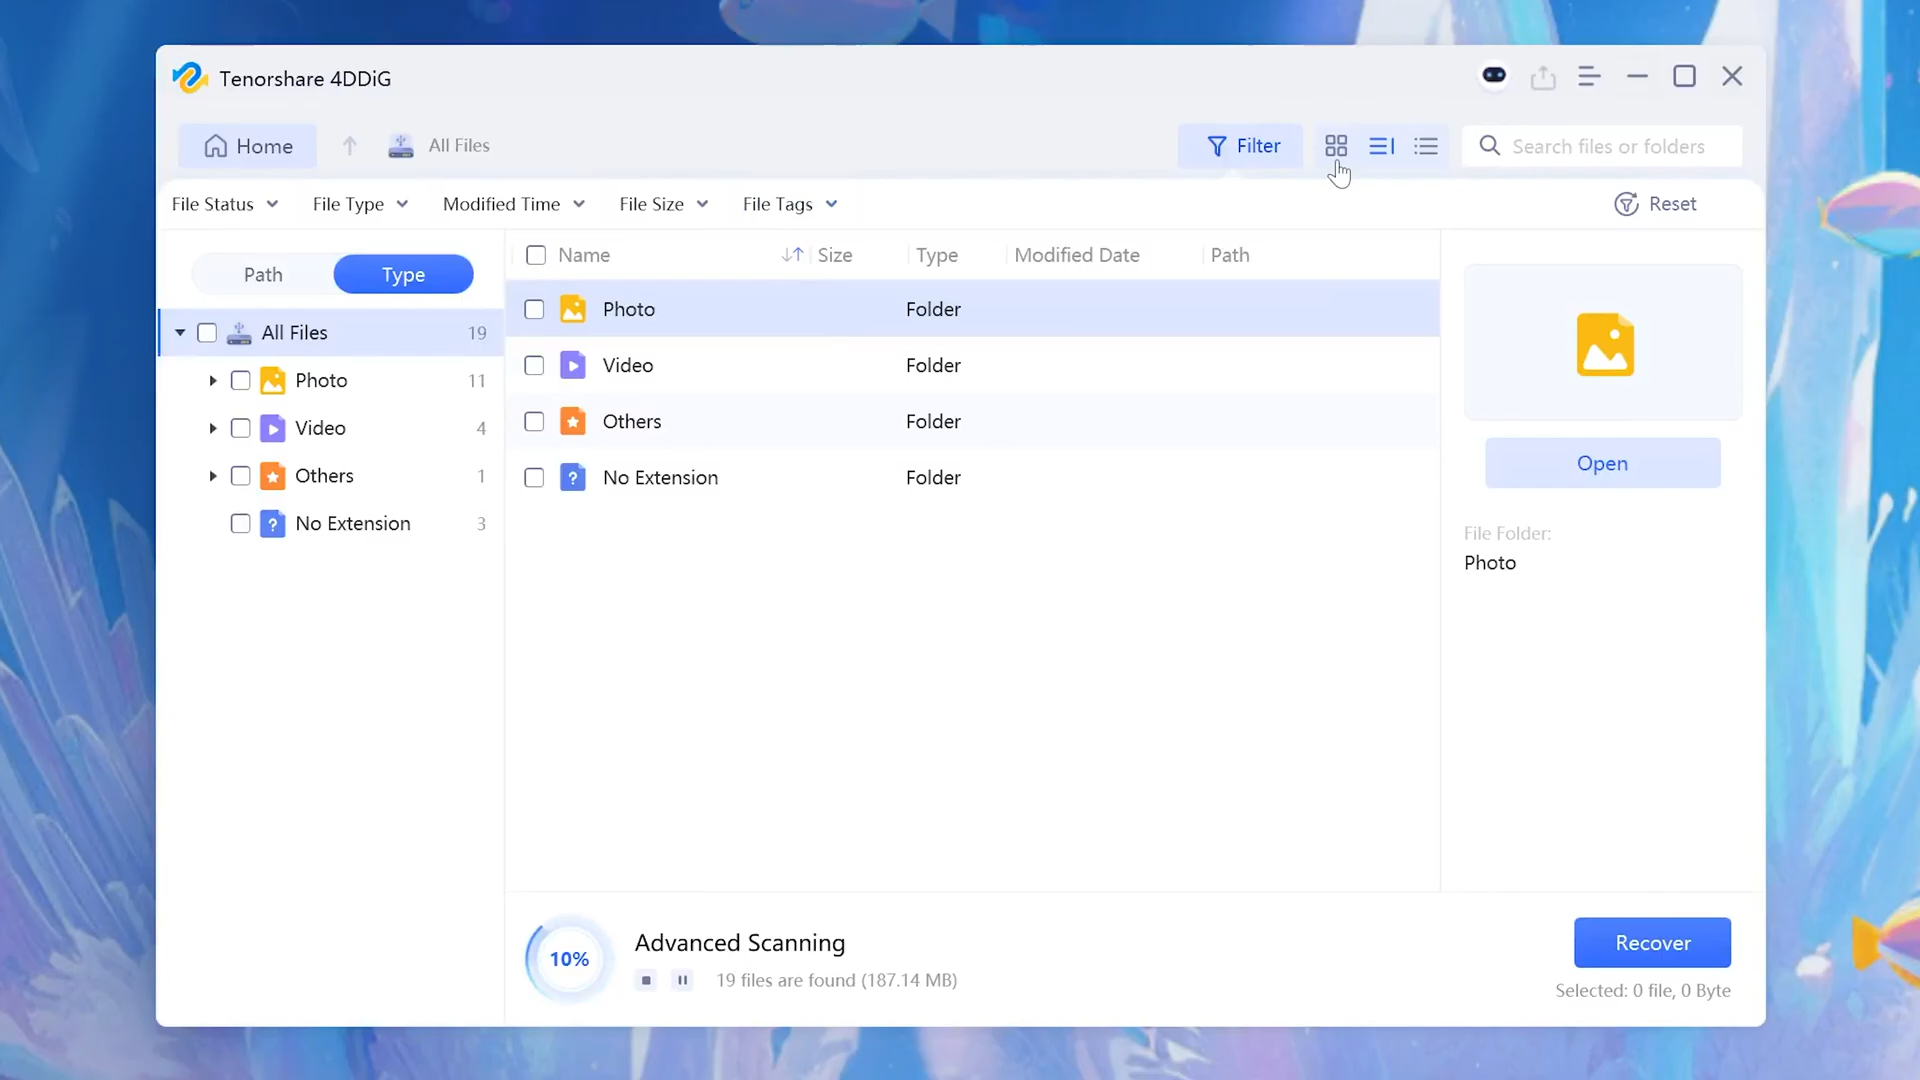 Tenorshare 4DDiG
Home All Files Filter Search files or folders
File Status File Type Modified Time File Size File Tags Reset
Path Type
All Files 19
Photo 11
Video 4
Others 1
No Extension 3
Name Size Type Modified Date Path
Photo Folder
Video Folder
Others Folder
No Extension Folder
Open
File Folder:
Photo
10%
Advanced Scanning
19 files are found (187.14 MB)
Recover
Selected: 0 file, 0 Byte